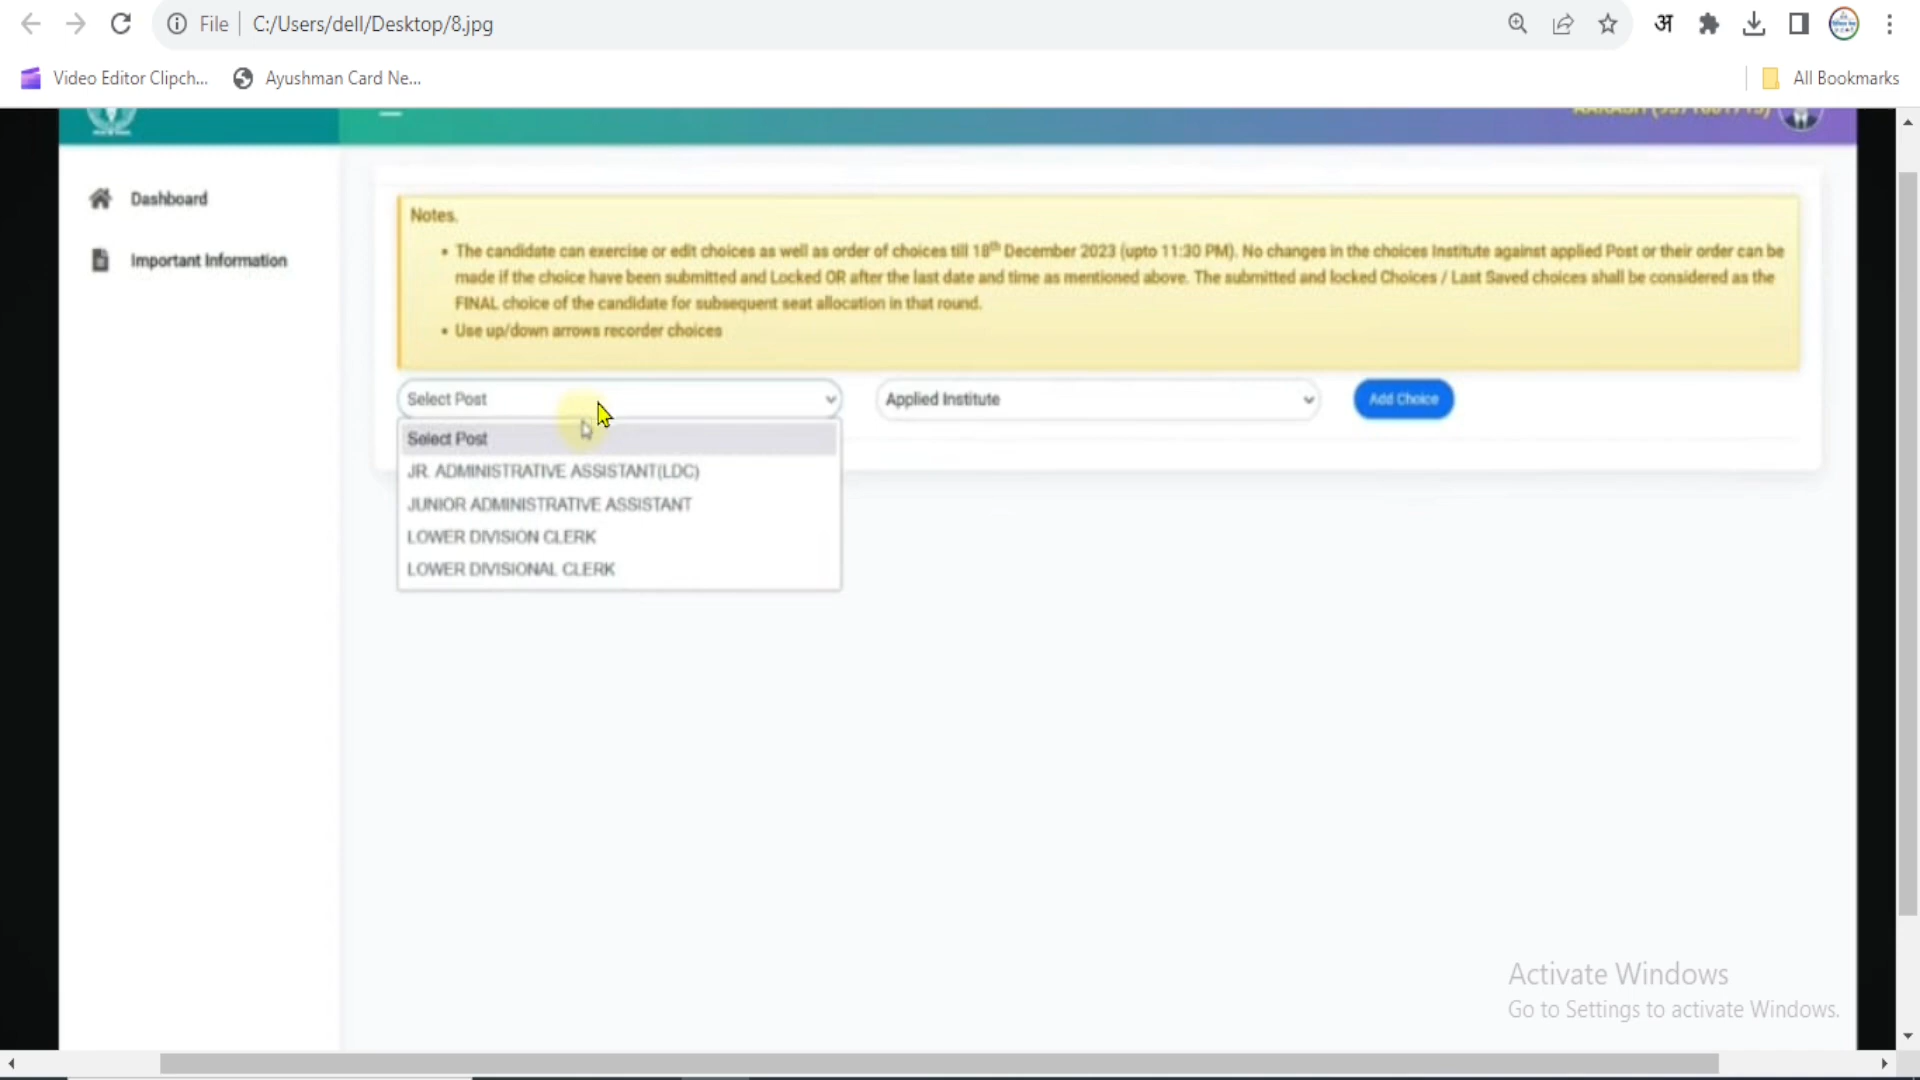 File
C:/Users/dell/Desktop/8.jpg
अ
Video Editor Clipch...
Ayushman Card Ne...
All Bookmarks
Dashboard
Important Information
Notes.
• The candidate can exercise or edit choices as well as order of choices till 18th December 2023 (upto 11:30 PM). No changes in the choices Institute against applied Post or their order can be
made if the choice have been submitted and Locked OR after the last date and time as mentioned above. The submitted and locked Choices / Last Saved choices shall be considered as the
FINAL choice of the candidate for subsequent seat allocation in that round.
• Use up/down arrows recorder choices
Select Post
Applied Institute
Add Choice
Select Post
JR. ADMINISTRATIVE ASSISTANT(LDC)
JUNIOR ADMINISTRATIVE ASSISTANT
LOWER DIVISION CLERK
LOWER DIVISIONAL CLERK
Activate Windows
Go to Settings to activate Windows.